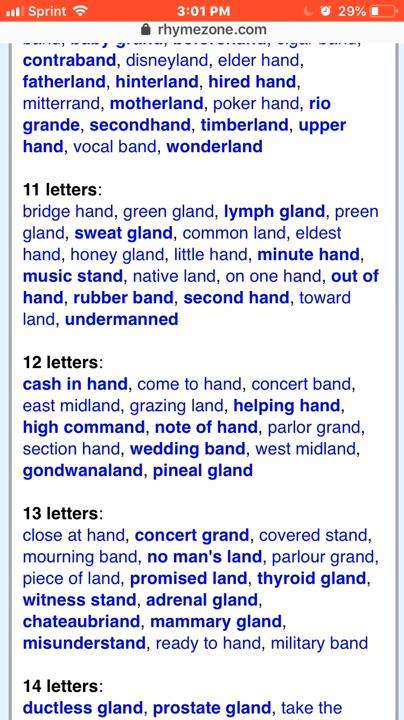 Sprint 3:01 PM 29%
rhymezone.com
band, baby grand, beforehand, cigar band,
contraband, disneyland, elder hand,
fatherland, hinterland, hired hand,
mitterrand, motherland, poker hand, rio
grande, secondhand, timberland, upper
hand, vocal band, wonderland
11 letters:
bridge hand, green gland, lymph gland, preen
gland, sweat gland, common land, eldest
hand, honey gland, little hand, minute hand,
music stand, native land, on one hand, out of
hand, rubber band, second hand, toward
land, undermanned
12 letters:
cash in hand, come to hand, concert band,
east midland, grazing land, helping hand,
high command, note of hand, parlor grand,
section hand, wedding band, west midland,
gondwanaland, pineal gland
13 letters:
close at hand, concert grand, covered stand,
mourning band, no man's land, parlour grand,
piece of land, promised land, thyroid gland,
witness stand, adrenal gland,
chateaubriand, mammary gland,
misunderstand, ready to hand, military band
14 letters:
ductless gland, prostate gland, take the